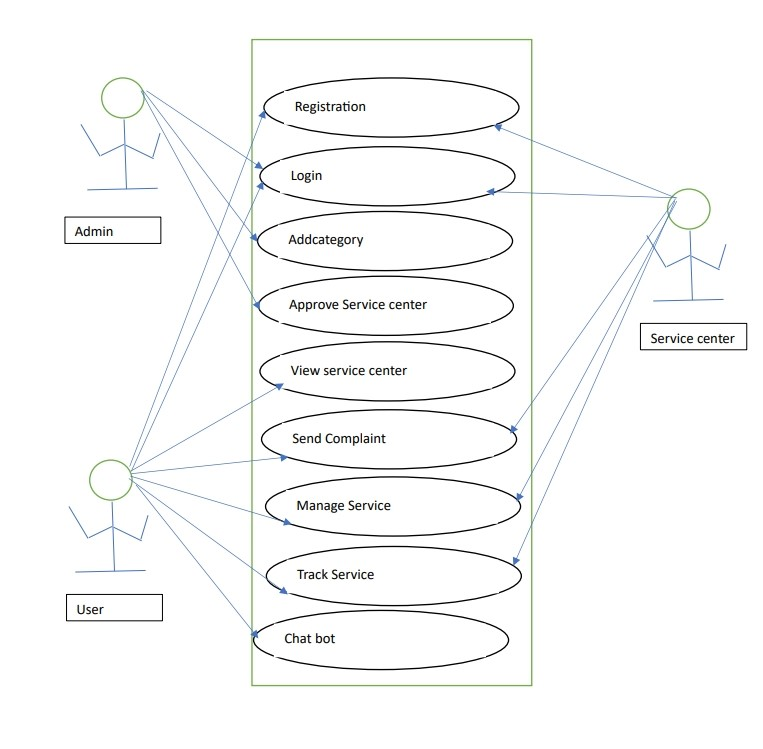 Registration
Login
Addcategory
Admin
Approve Service center
Service center
View service center
Send Complaint
Manage Service
Track Service
User
Chat bot